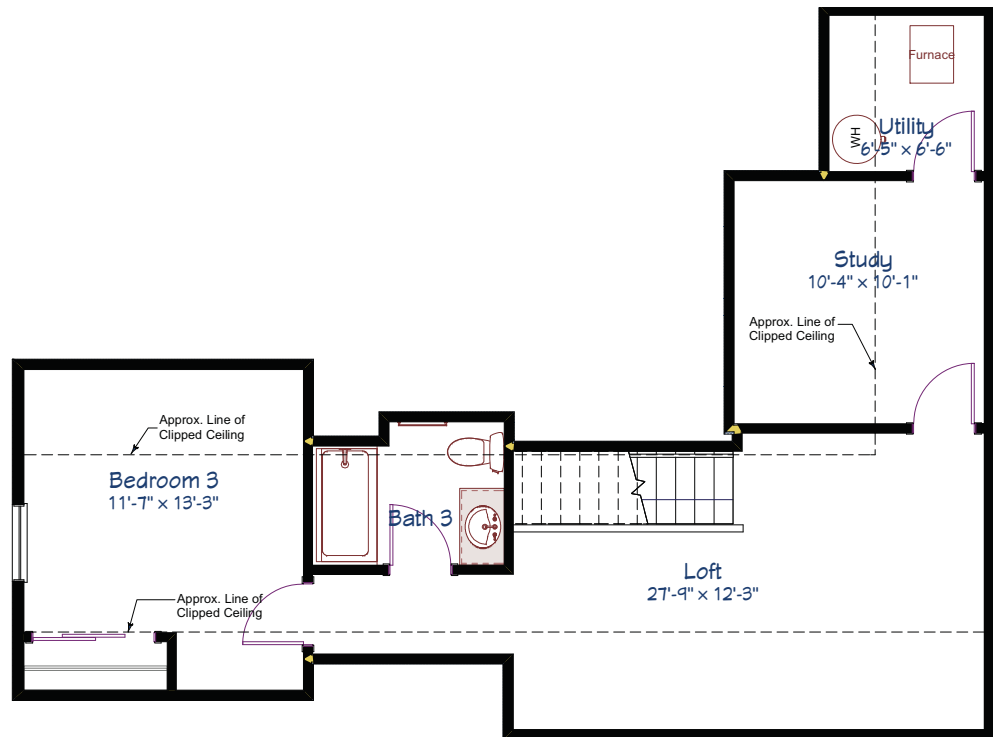 Furnace
WH
Utility
6'-5" × 6'-6"
Study
10'-4" × 10'-1"
Approx. Line of
Clipped Ceiling
Approx. Line of
Clipped Ceiling
Bedroom 3
11'-7" × 13'-3"
Bath 3
Loft
27'-9" × 12'-3"
Approx. Line of
Clipped Ceiling